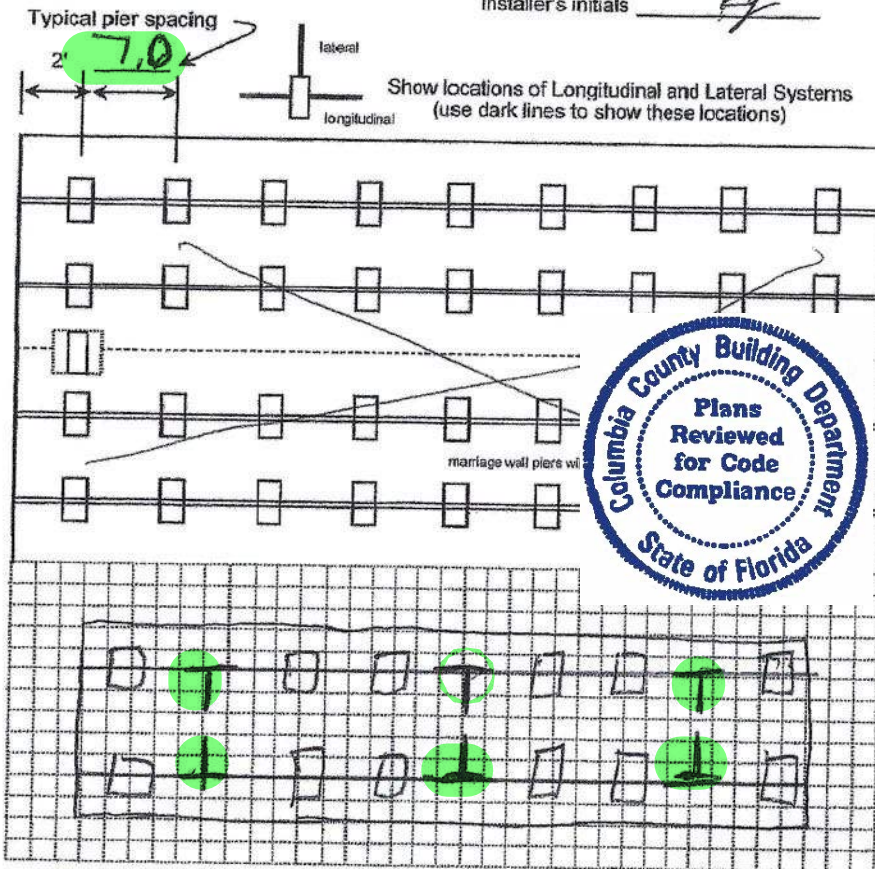 Installer's initials
Typical pier spacing
2' 7.0
lateral
longitudinal
Show locations of Longitudinal and Lateral Systems
(use dark lines to show these locations)
marriage wall piers wi
Columbia County Building Department
Plans
Reviewed
for Code
Compliance
State of Florida